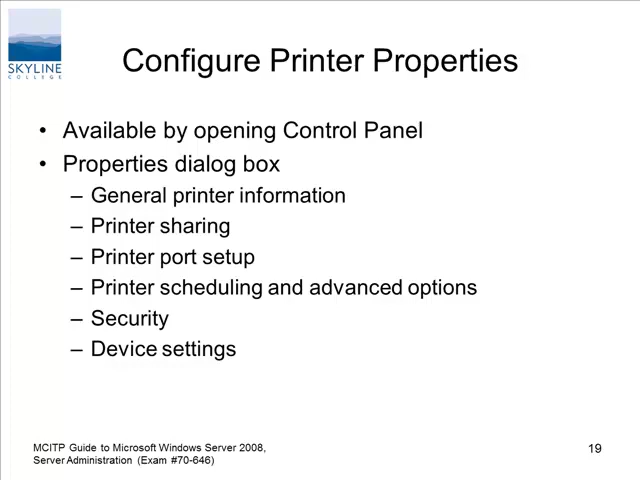 SKYLINE
COLLEGE
Configure Printer Properties
• Available by opening Control Panel
• Properties dialog box
– General printer information
– Printer sharing
– Printer port setup
– Printer scheduling and advanced options
– Security
– Device settings
MCITP Guide to Microsoft Windows Server 2008,
Server Administration (Exam #70-646)
19